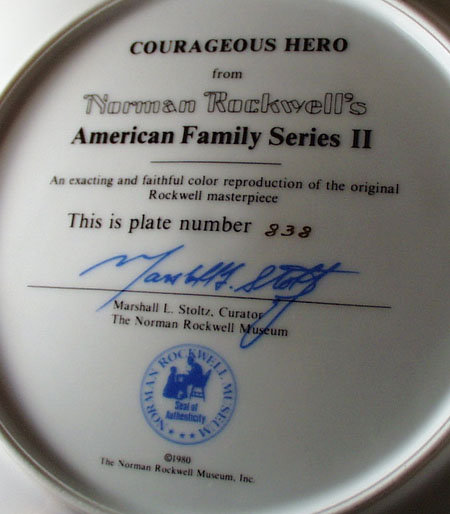 COURAGEOUS HERO
from
Norman Rockwell's
American Family Series II
An exacting and faithful color reproduction of the original
Rockwell masterpiece
This is plate number 838
Marshall L. Stoltz
Marshall L. Stoltz, Curator
The Norman Rockwell Museum
NORMAN ROCKWELL MUSEUM
Seal of
Authenticity
©1980
The Norman Rockwell Museum, Inc.